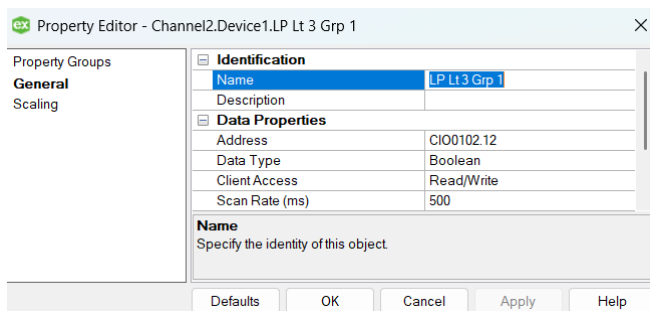 ex Property Editor - Channel2.Device1.LP Lt 3 Grp 1
Property Groups
General
Scaling
Identification
Name LP Lt 3 Grp 1
Description
Data Properties
Address CIO0102.12
Data Type Boolean
Client Access Read/Write
Scan Rate (ms) 500
Name
Specify the identity of this object.
Defaults OK Cancel Apply Help